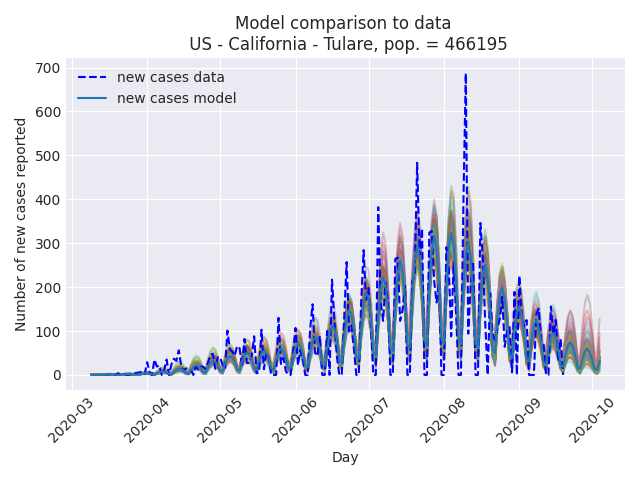 Model comparison to data
US - California - Tulare, pop. = 466195
new cases data
new cases model
Number of new cases reported
700
600
500
400
300
200
100
0
2020-03
2020-04
2020-05
2020-06
2020-07
2020-08
2020-09
2020-10
Day